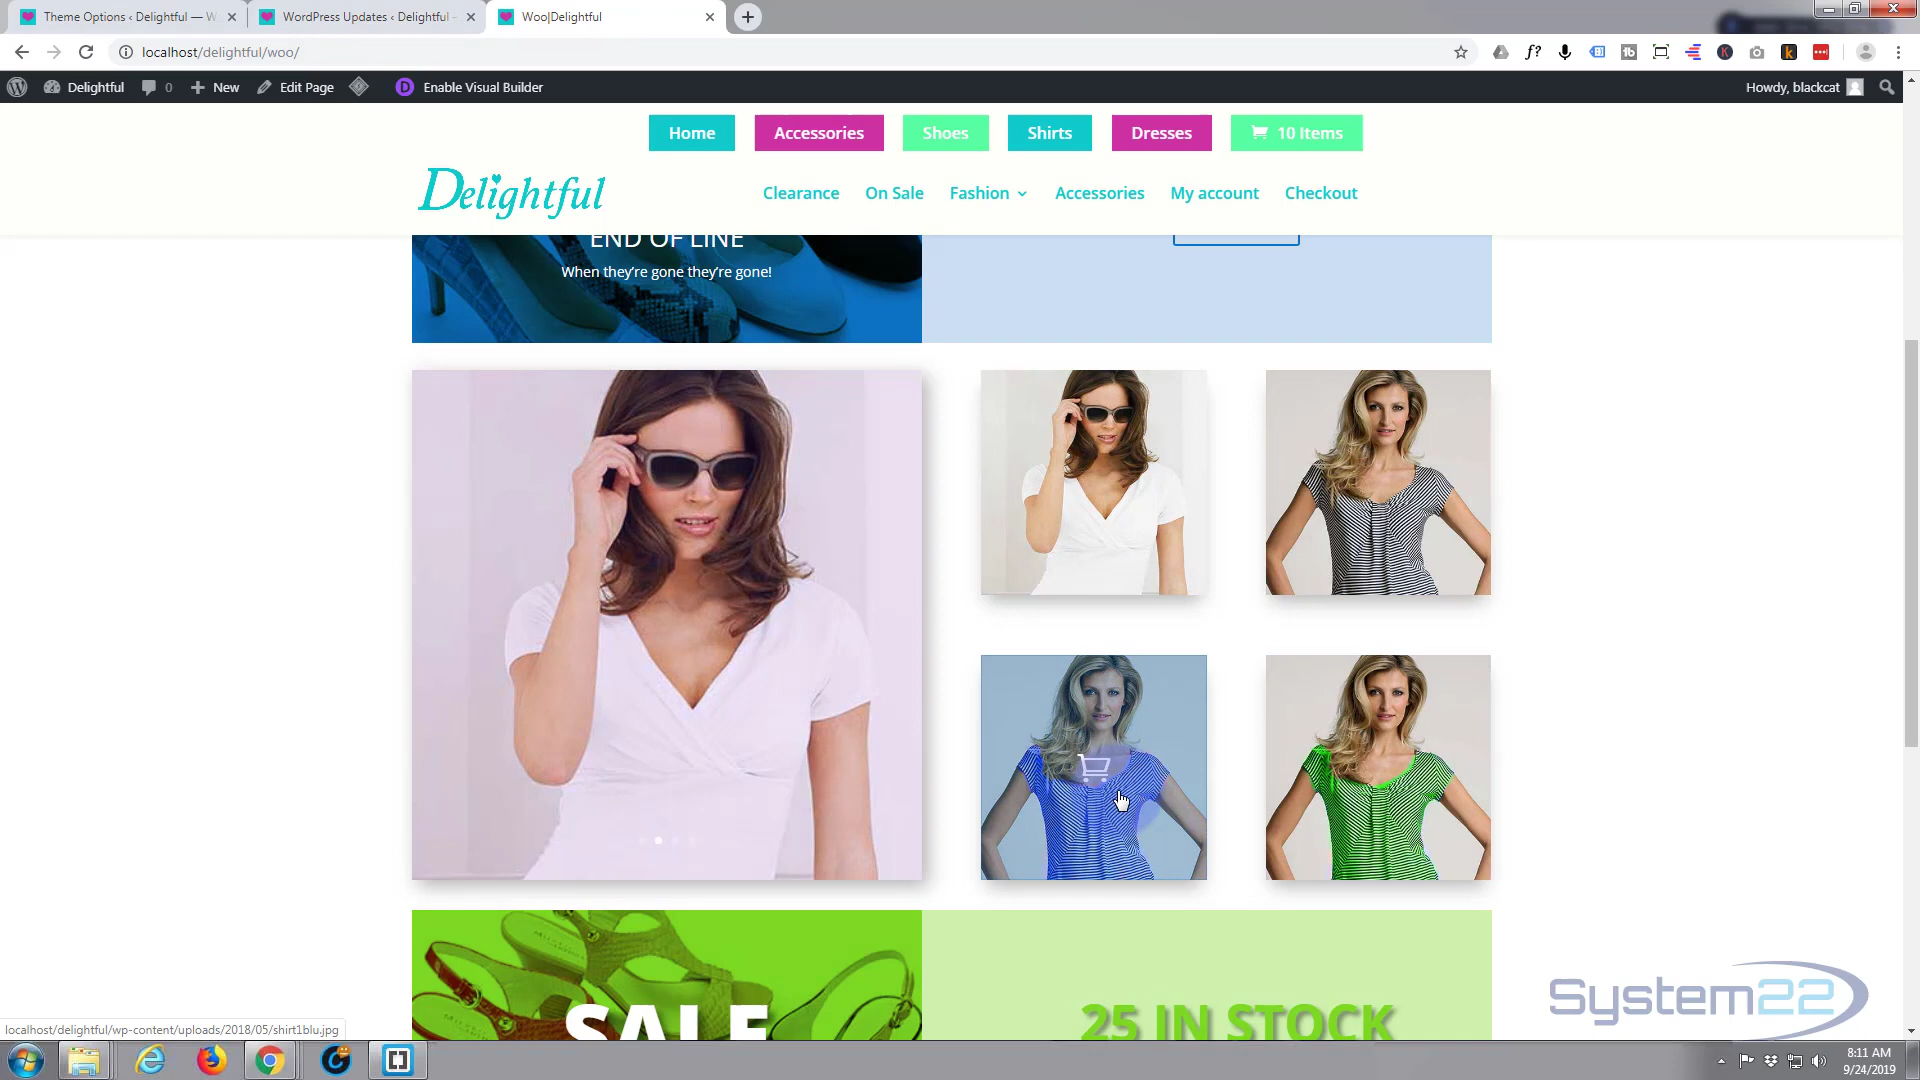 Theme Options ‹ Delightful — W
WordPress Updates ‹ Delightful
Woo|Delightful
localhost/delightful/woo/
Delightful 0 New Edit Page Enable Visual Builder
Howdy, blackcat
Home Accessories Shoes Shirts Dresses 10 Items
Delightful
Clearance On Sale Fashion Accessories My account Checkout
END OF LINE
When they're gone they're gone!
SALE
25 IN STOCK
System22
localhost/delightful/wp-content/uploads/2018/05/shirt1blu.jpg
8:11 AM
9/24/2019